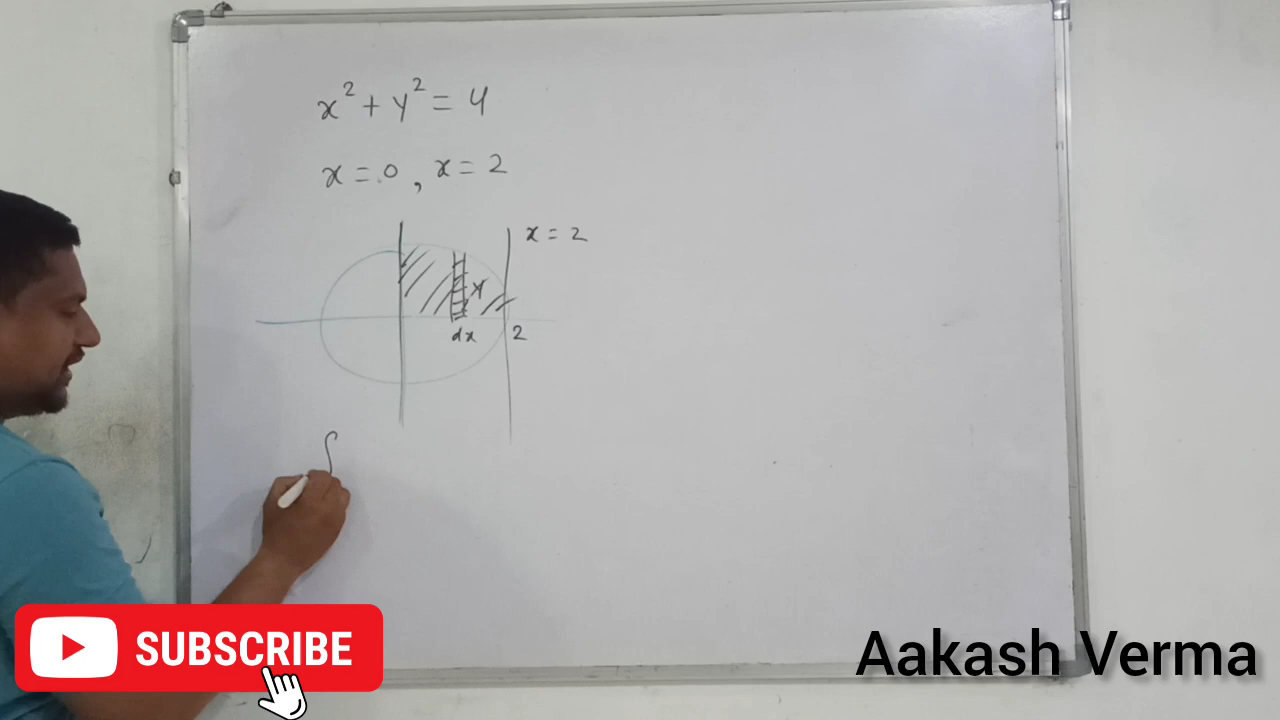 x² + y² = 4
x = 0 , x = 2
x = 2
dx
2
∫
SUBSCRIBE
Aakash Verma